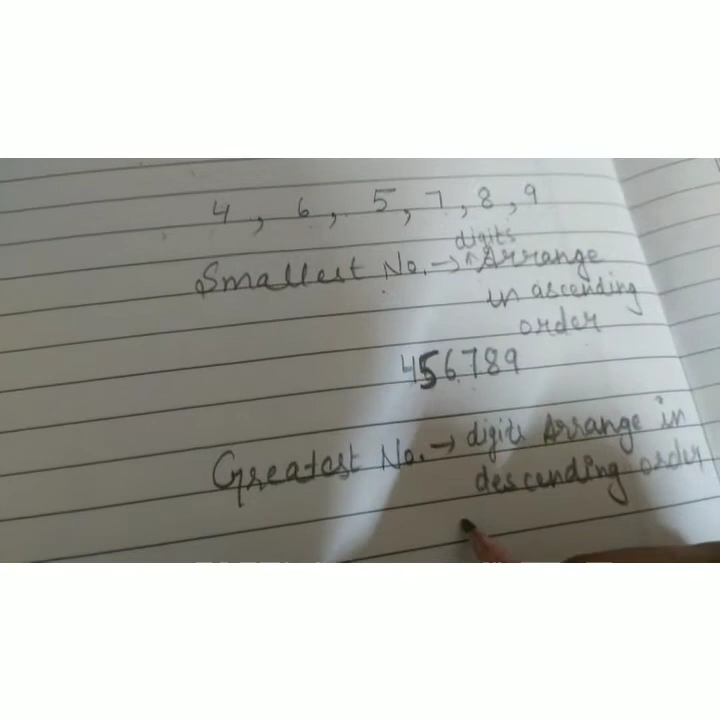 4, 6, 5, 7, 8, 9
Smallest No. → digits Arrange
in ascending
order
456789
Greatest No. → digits Arrange in
descending order